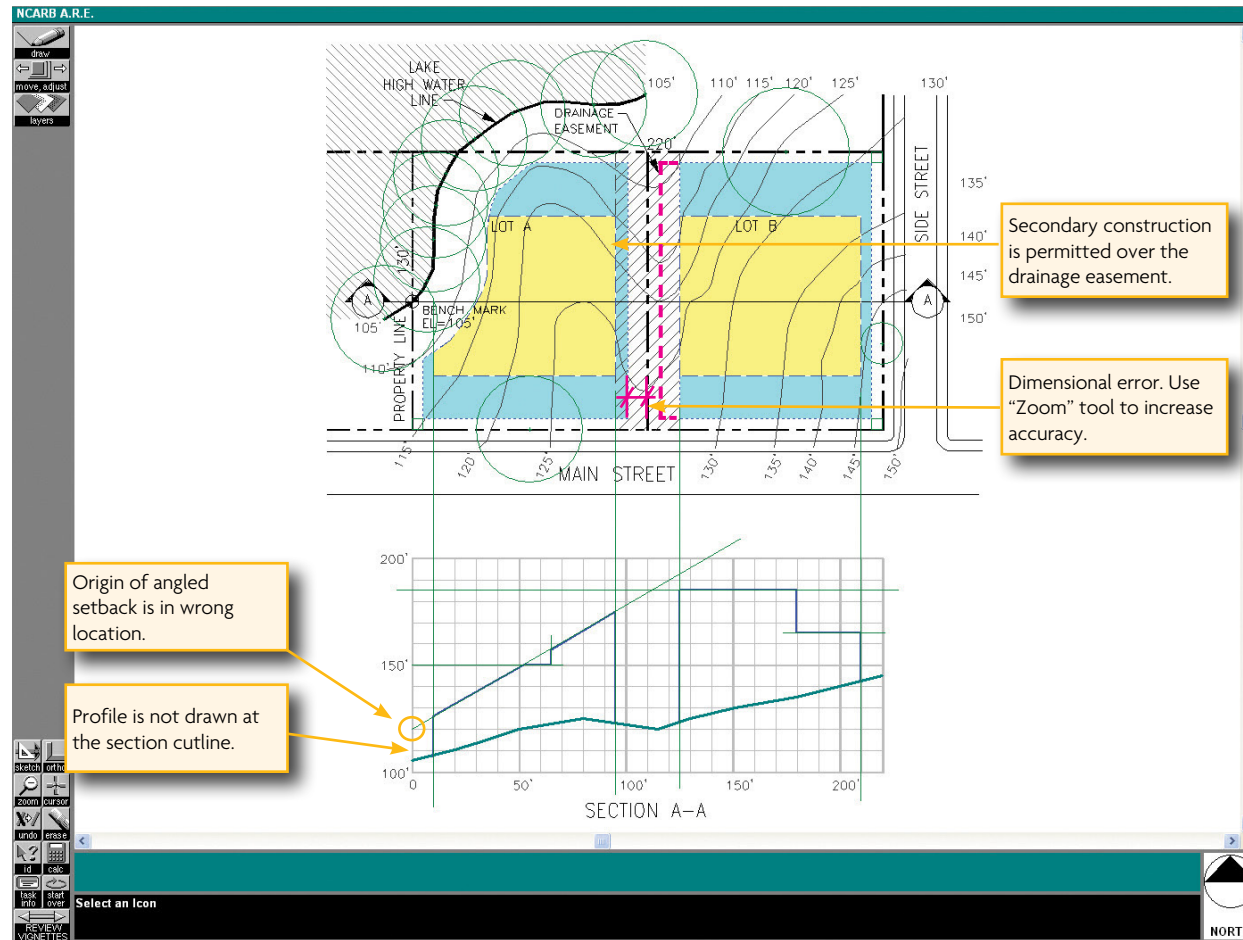 NCARB A.R.E.
draw
move, adjust
layers
LAKE
HIGH WATER
LINE
105'
110'
115'
120'
125'
130'
DRAINAGE
EASEMENT
220'
SIDE STREET
135'
140'
145'
150'
LOT A
LOT B
130'
A
A
BENCH MARK
EL=105'
105'
110'
PROPERTY LINE
115'
120'
125'
MAIN STREET
130'
135'
140'
145'
150'
Secondary construction
is permitted over the
drainage easement.
Dimensional error. Use
“Zoom” tool to increase
accuracy.
Origin of angled
setback is in wrong
location.
Profile is not drawn at
the section cutline.
200'
150'
100'
0
50'
100'
150'
200'
SECTION A–A
sketch
ortho
zoom
cursor
undo
erase
id
calc
task
info
start
over
REVIEW
VIGNETTES
Select an Icon
NORT